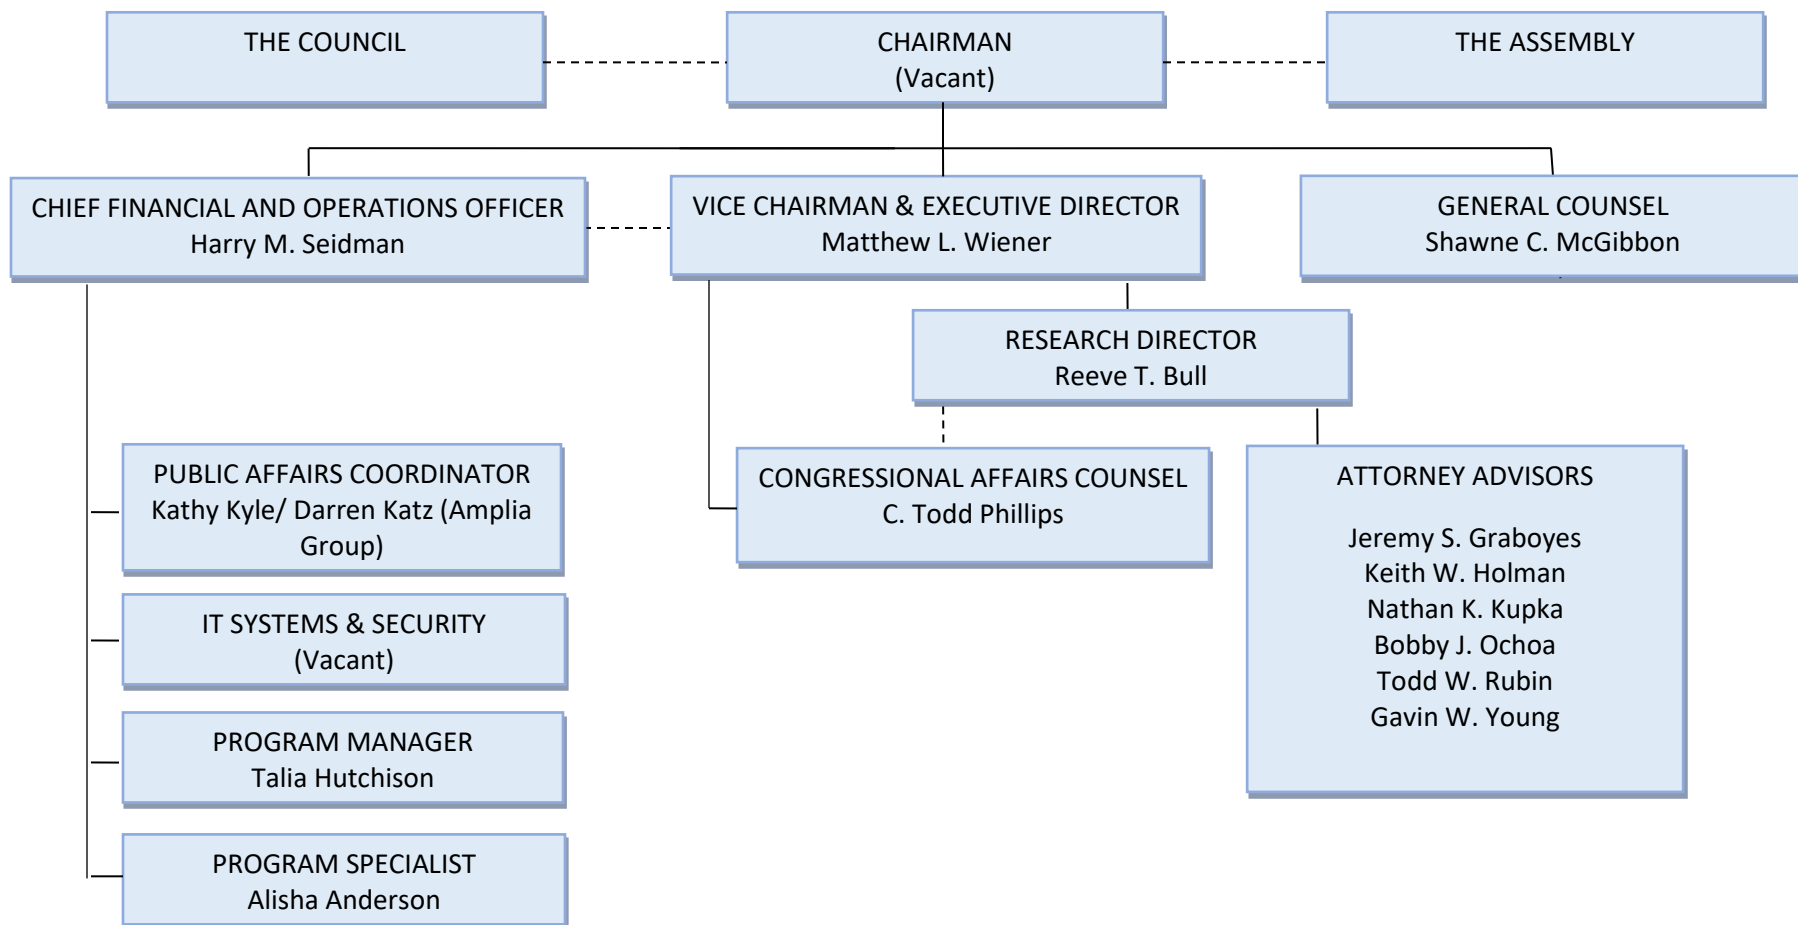 THE COUNCIL
CHAIRMAN
(Vacant)
THE ASSEMBLY
CHIEF FINANCIAL AND OPERATIONS OFFICER
Harry M. Seidman
VICE CHAIRMAN & EXECUTIVE DIRECTOR
Matthew L. Wiener
GENERAL COUNSEL
Shawne C. McGibbon
RESEARCH DIRECTOR
Reeve T. Bull
PUBLIC AFFAIRS COORDINATOR
Kathy Kyle/ Darren Katz (Amplia
Group)
CONGRESSIONAL AFFAIRS COUNSEL
C. Todd Phillips
ATTORNEY ADVISORS
Jeremy S. Graboyes
Keith W. Holman
Nathan K. Kupka
Bobby J. Ochoa
Todd W. Rubin
Gavin W. Young
IT SYSTEMS & SECURITY
(Vacant)
PROGRAM MANAGER
Talia Hutchison
PROGRAM SPECIALIST
Alisha Anderson